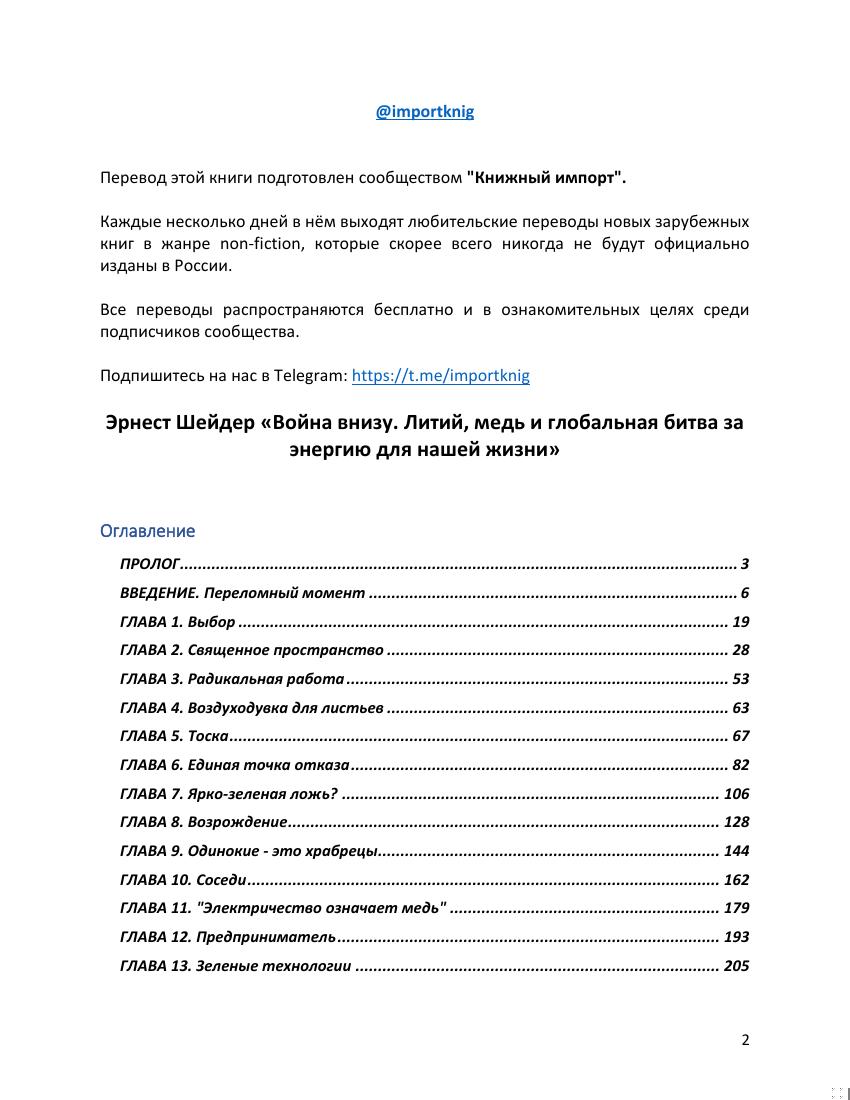 @importknig
Перевод этой книги подготовлен сообществом "Книжный импорт".
Каждые несколько дней в нём выходят любительские переводы новых зарубежных
книг в жанре non-fiction, которые скорее всего никогда не будут официально
изданы в России.
Все переводы распространяются бесплатно и в ознакомительных целях среди
подписчиков сообщества.
Подпишитесь на нас в Telegram: https://t.me/importknig
Эрнест Шейдер «Война внизу. Литий, медь и глобальная битва за
энергию для нашей жизни»
Оглавление
ПРОЛОГ.......... 3
ВВЕДЕНИЕ. Переломный момент .......... 6
ГЛАВА 1. Выбор .......... 19
ГЛАВА 2. Священное пространство .......... 28
ГЛАВА 3. Радикальная работа.......... 53
ГЛАВА 4. Воздуходувка для листьев .......... 63
ГЛАВА 5. Тоска.......... 67
ГЛАВА 6. Единая точка отказа.......... 82
ГЛАВА 7. Ярко-зеленая ложь? .......... 106
ГЛАВА 8. Возрождение.......... 128
ГЛАВА 9. Одинокие - это храбрецы.......... 144
ГЛАВА 10. Соседи.......... 162
ГЛАВА 11. "Электричество означает медь" .......... 179
ГЛАВА 12. Предприниматель.......... 193
ГЛАВА 13. Зеленые технологии .......... 205
2